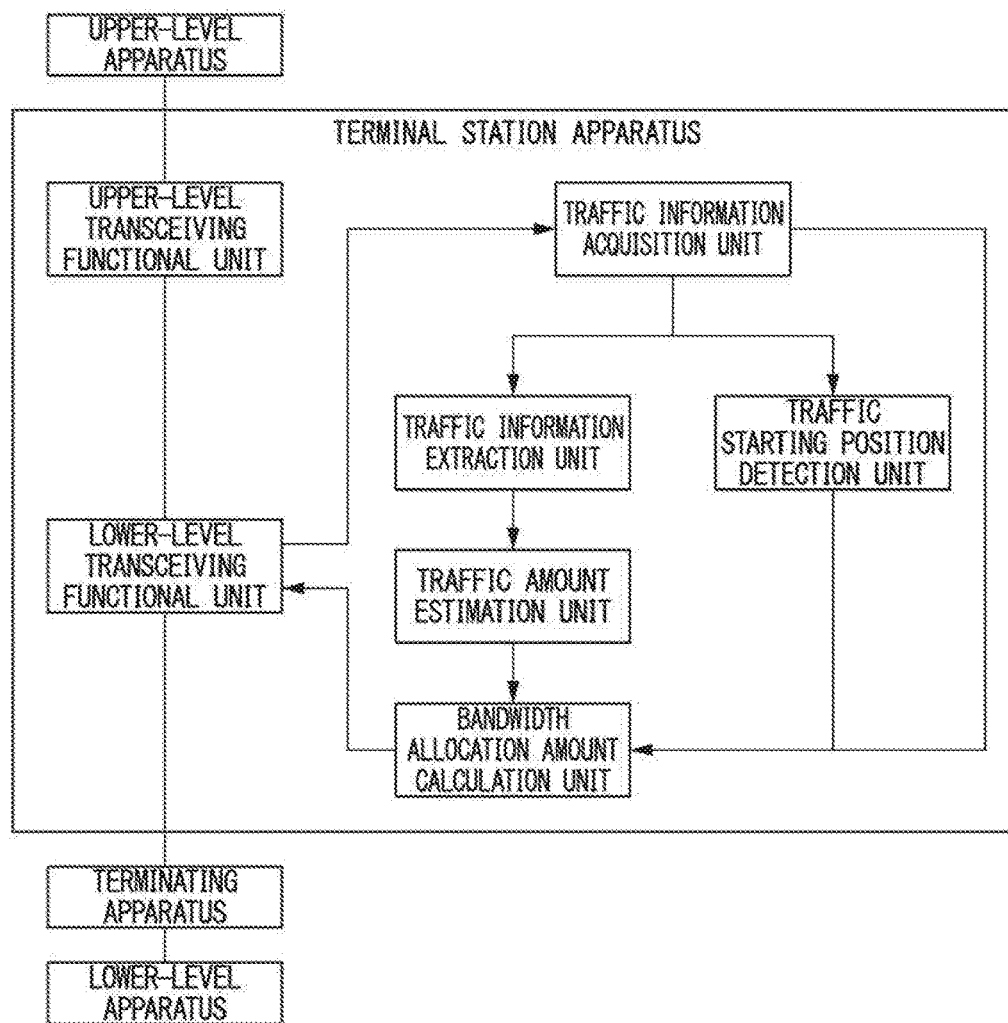 UPPER-LEVEL
APPARATUS
TERMINAL STATION APPARATUS
UPPER-LEVEL
TRANSCEIVING
FUNCTIONAL UNIT
TRAFFIC INFORMATION
ACQUISITION UNIT
TRAFFIC INFORMATION
EXTRACTION UNIT
TRAFFIC
STARTING POSITION
DETECTION UNIT
LOWER-LEVEL
TRANSCEIVING
FUNCTIONAL UNIT
TRAFFIC AMOUNT
ESTIMATION UNIT
BANDWIDTH
ALLOCATION AMOUNT
CALCULATION UNIT
TERMINATING
APPARATUS
LOWER-LEVEL
APPARATUS